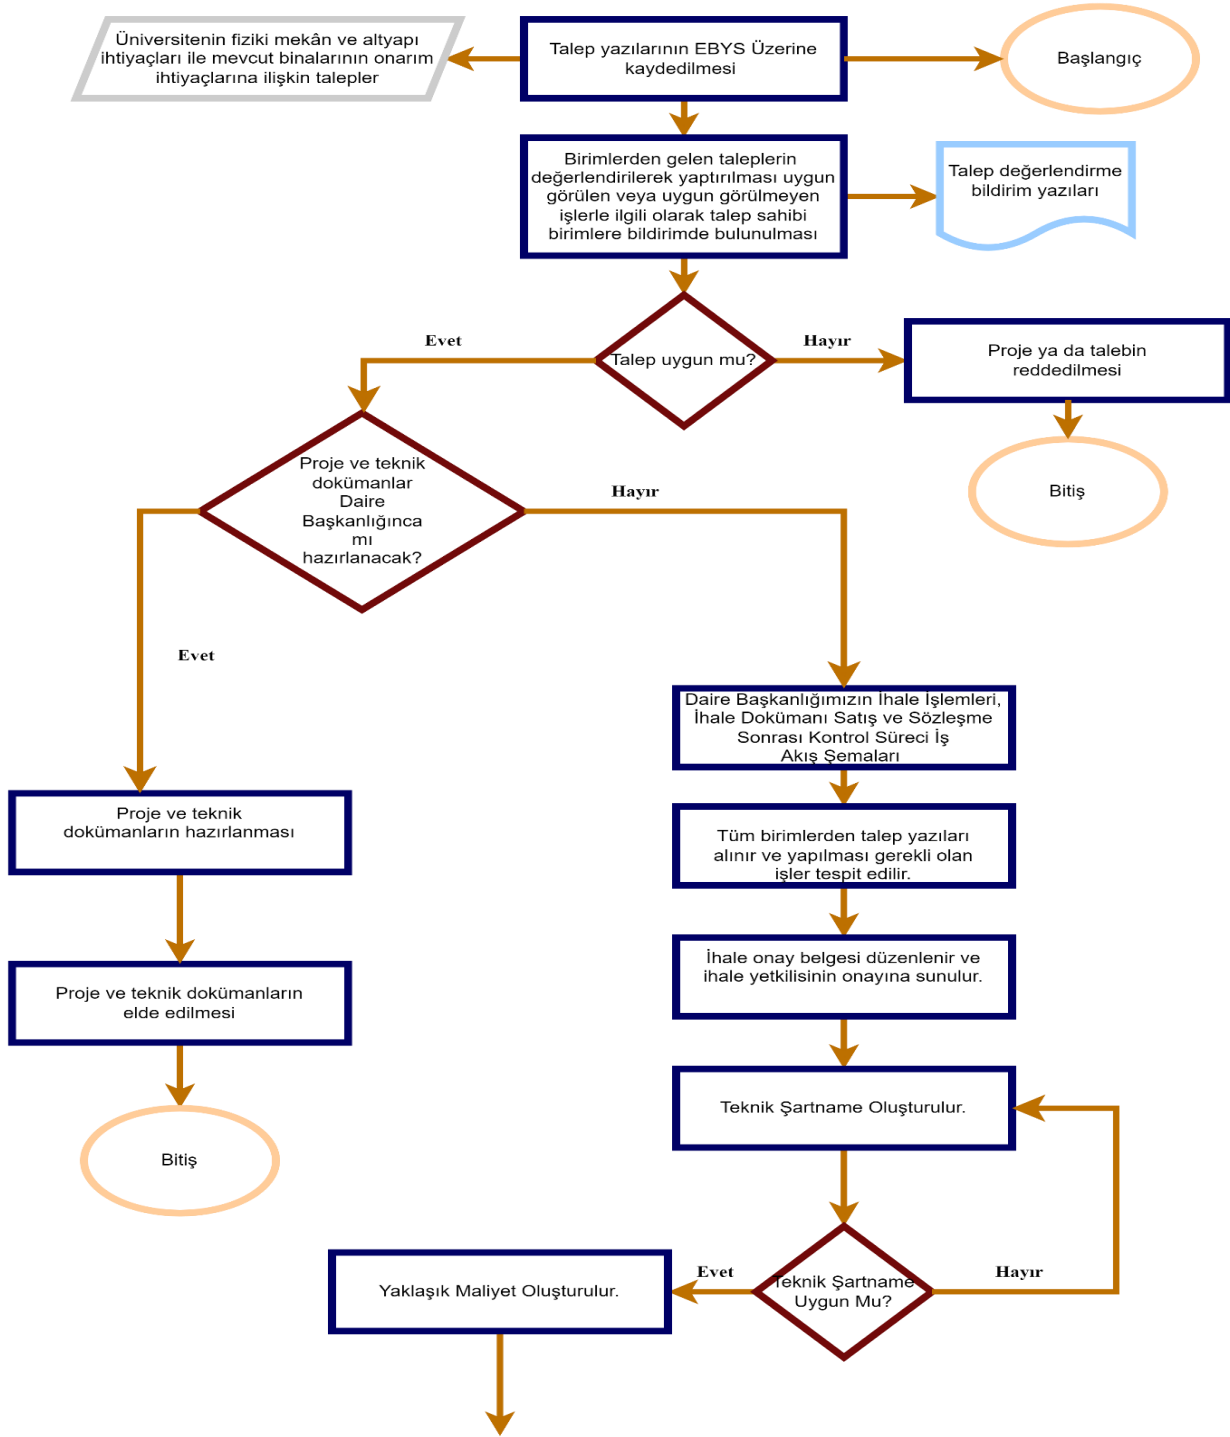 Üniversitenin fiziki mekân ve altyapı
ihtiyaçları ile mevcut binalarının onarım
ihtiyaçlarına ilişkin talepler
Talep yazılarının EBYS Üzerine
kaydedilmesi
Başlangıç
Birimlerden gelen taleplerin
değerlendirilerek yaptırılması uygun
görülen veya uygun görülmeyen
işlerle ilgili olarak talep sahibi
birimlere bildirimde bulunulması
Talep değerlendirme
bildirim yazıları
Evet
Talep uygun mu?
Hayır
Proje ya da talebin
reddedilmesi
Bitiş
Proje ve teknik
dokümanlar
Daire
Başkanlığınca
mı
hazırlanacak?
Hayır
Evet
Daire Başkanlığımızın İhale İşlemleri,
İhale Dokümanı Satış ve Sözleşme
Sonrası Kontrol Süreci İş
Akış Şemaları
Proje ve teknik
dokümanların hazırlanması
Tüm birimlerden talep yazıları
alınır ve yapılması gerekli olan
işler tespit edilir.
İhale onay belgesi düzenlenir ve
ihale yetkilisinin onayına sunulur.
Proje ve teknik dokümanların
elde edilmesi
Teknik Şartname Oluşturulur.
Bitiş
Yaklaşık Maliyet Oluşturulur.
Evet
Teknik Şartname
Uygun Mu?
Hayır